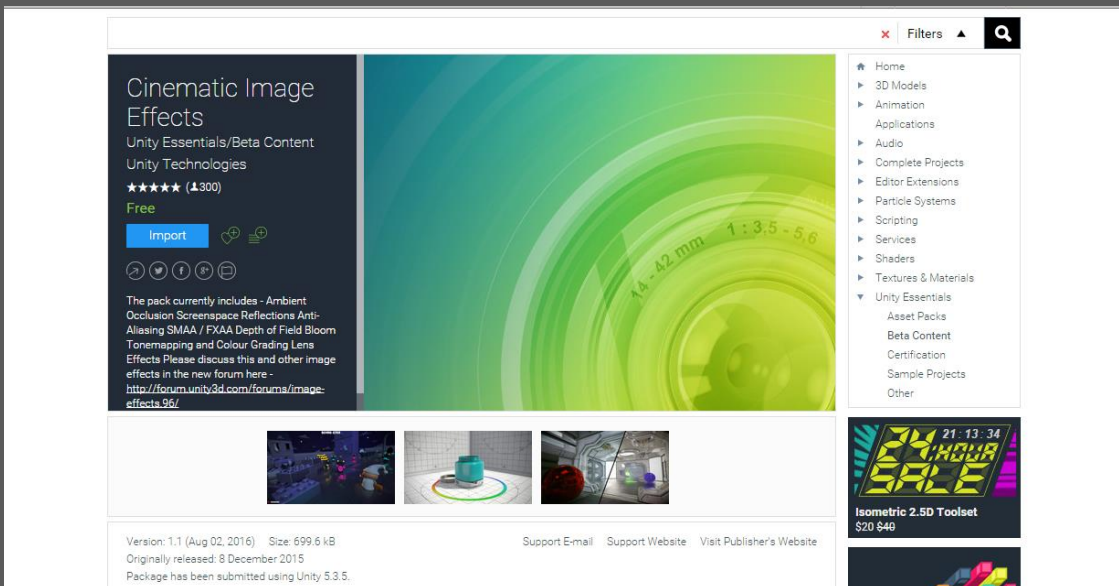 Filters
Cinematic Image
Effects
Unity Essentials/Beta Content
Unity Technologies
★★★★★ (300)
Free
Import
The pack currently includes - Ambient
Occlusion Screenspace Reflections Anti-
Aliasing SMAA / FXAA Depth of Field Bloom
Tonemapping and Colour Grading Lens
Effects Please discuss this and other image
effects in the new forum here -
http://forum.unity3d.com/forums/image-
effects.96/
14 - 42 mm 1 : 3,5 - 5,6
Home
3D Models
Animation
Applications
Audio
Complete Projects
Editor Extensions
Particle Systems
Scripting
Services
Shaders
Textures & Materials
Unity Essentials
Asset Packs
Beta Content
Certification
Sample Projects
Other
21:13:34
24 HOUR
SALE
Isometric 2.5D Toolset
$20 $40
Version: 1.1 (Aug 02, 2016) Size: 699.6 kB
Support E-mail Support Website Visit Publisher's Website
Originally released: 8 December 2015
Package has been submitted using Unity 5.3.5.